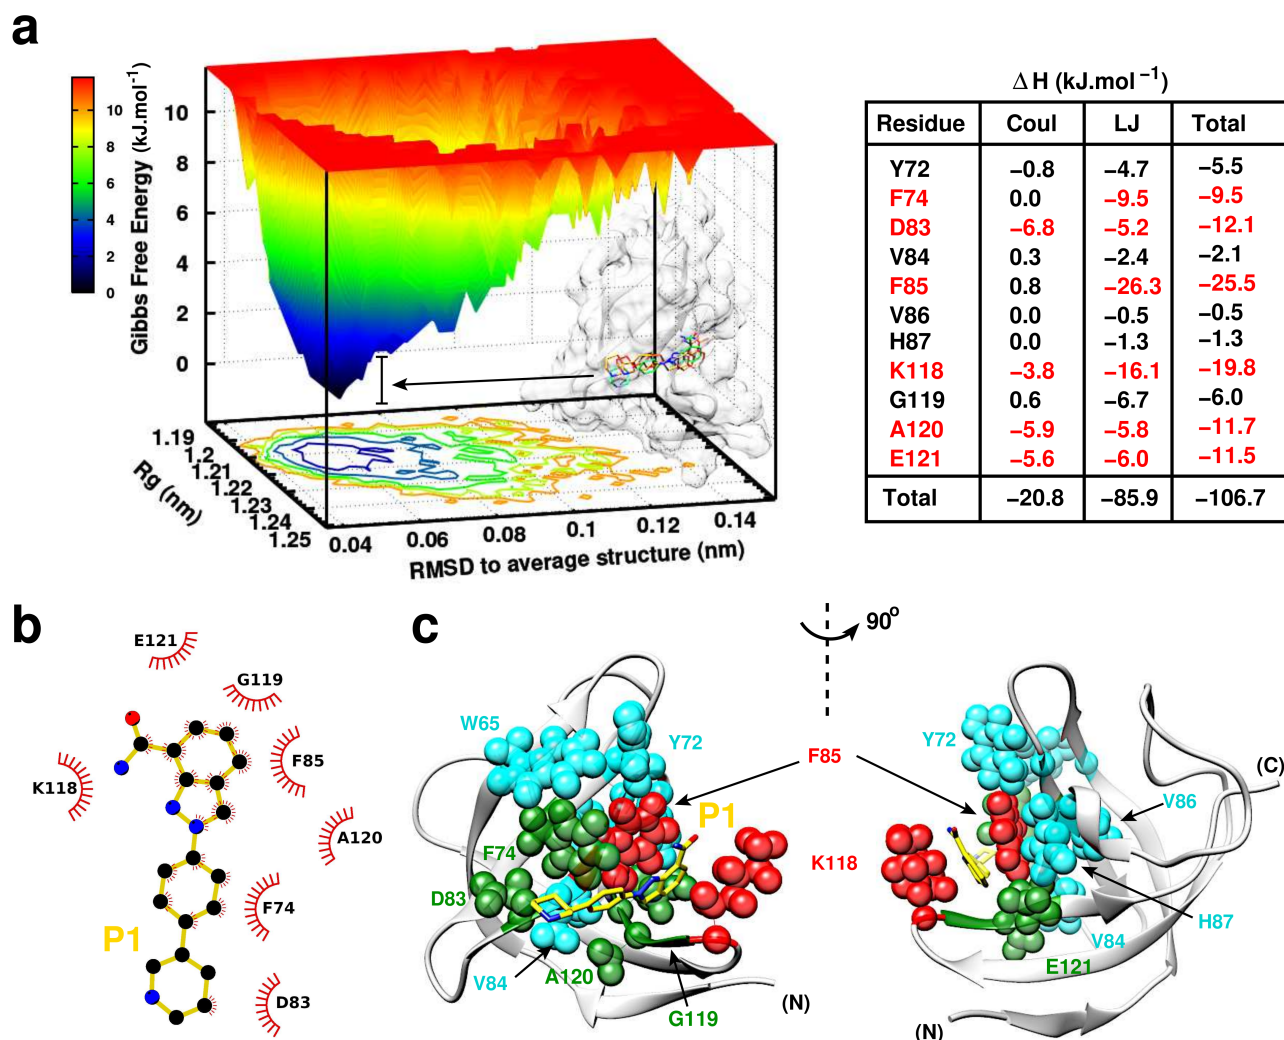 a
Gibbs Free Energy (kJ.mol−1)
10
8
6
4
2
0
10
8
6
4
2
0
1.19
1.2
1.21
1.22
1.23
1.24
1.25
Rg (nm)
0.04
0.06
0.08
0.1
0.12
0.14
RMSD to average structure (nm)
Δ H (kJ.mol−1)
Residue Coul LJ Total
Y72 −0.8 −4.7 −5.5
F74 0.0 −9.5 −9.5
D83 −6.8 −5.2 −12.1
V84 0.3 −2.4 −2.1
F85 0.8 −26.3 −25.5
V86 0.0 −0.5 −0.5
H87 0.0 −1.3 −1.3
K118 −3.8 −16.1 −19.8
G119 0.6 −6.7 −6.0
A120 −5.9 −5.8 −11.7
E121 −5.6 −6.0 −11.5
Total −20.8 −85.9 −106.7
b
E121
G119
F85
K118
A120
F74
P1
D83
c
90o
W65
Y72
F85
P1
F74
D83
K118
V84
A120
G119
(N)
Y72
(C)
V86
H87
V84
E121
(N)